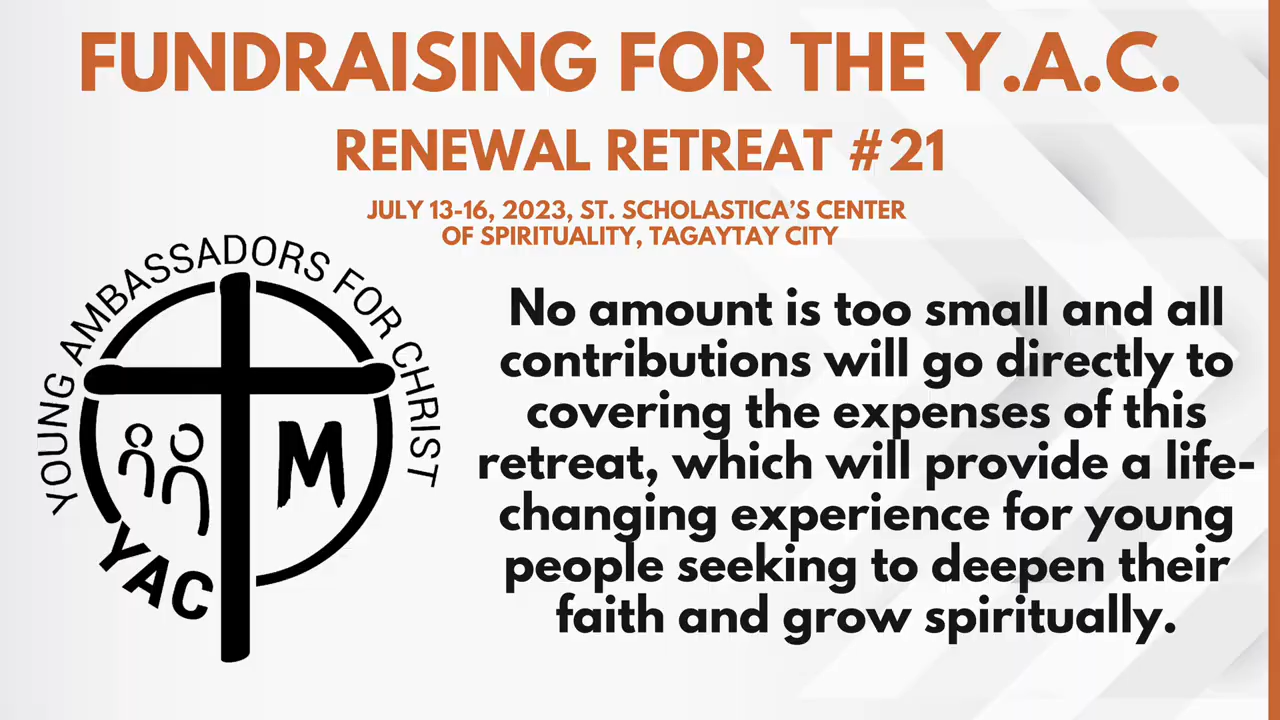 FUNDRAISING FOR THE Y.A.C.
RENEWAL RETREAT #21
JULY 13-16, 2023, ST. SCHOLASTICA'S CENTER
OF SPIRITUALITY, TAGAYTAY CITY
YOUNG AMBASSADORS FOR CHRIST
M
YAC
No amount is too small and all
contributions will go directly to
covering the expenses of this
retreat, which will provide a life-
changing experience for young
people seeking to deepen their
faith and grow spiritually.